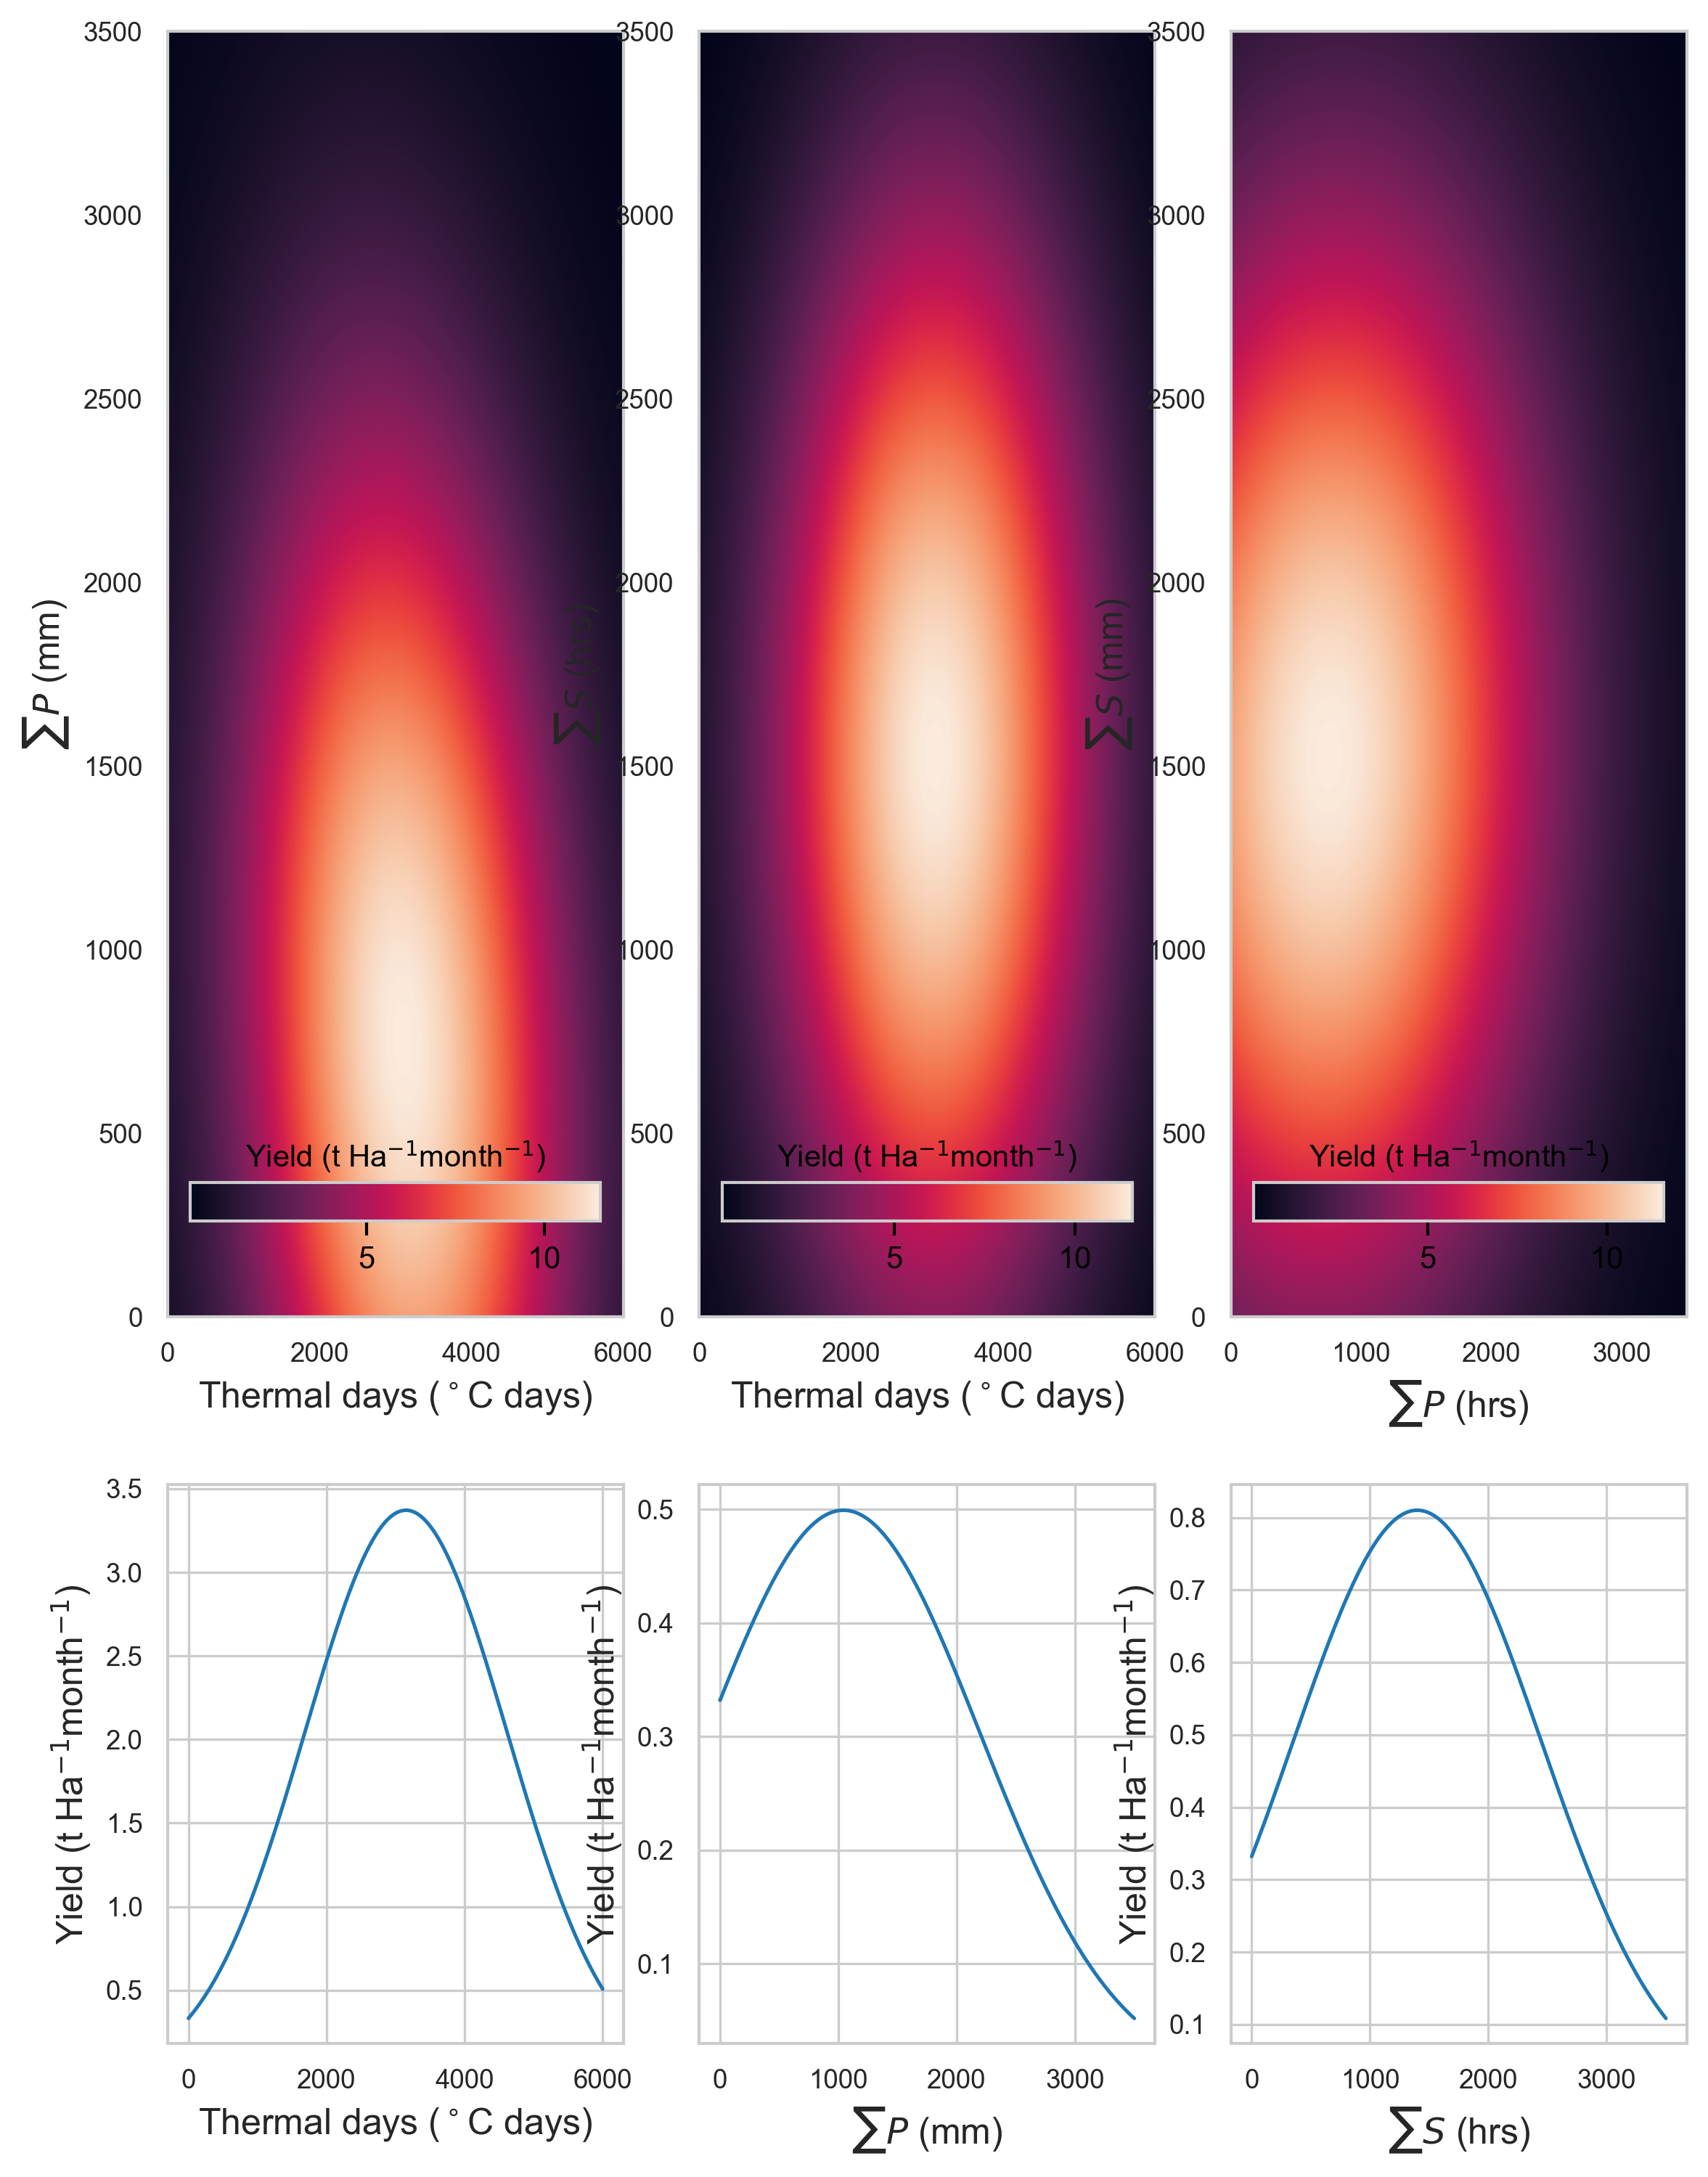 ∑P (mm)
3500
3000
2500
2000
1500
1000
500
0
Yield (t Ha⁻¹month⁻¹)
5 10
0 2000 4000 6000
Thermal days (°C days)
∑S (hrs)
3500
3000
2500
2000
1500
1000
500
0
Yield (t Ha⁻¹month⁻¹)
5 10
0 2000 4000 6000
Thermal days (°C days)
∑S (mm)
3500
3000
2500
2000
1500
1000
500
0
Yield (t Ha⁻¹month⁻¹)
5 10
0 1000 2000 3000
∑P (hrs)
Yield (t Ha⁻¹month⁻¹)
3.5
3.0
2.5
2.0
1.5
1.0
0.5
0 2000 4000 6000
Thermal days (°C days)
Yield (t Ha⁻¹month⁻¹)
0.5
0.4
0.3
0.2
0.1
0 1000 2000 3000
∑P (mm)
Yield (t Ha⁻¹month⁻¹)
0.8
0.7
0.6
0.5
0.4
0.3
0.2
0.1
0 1000 2000 3000
∑S (hrs)